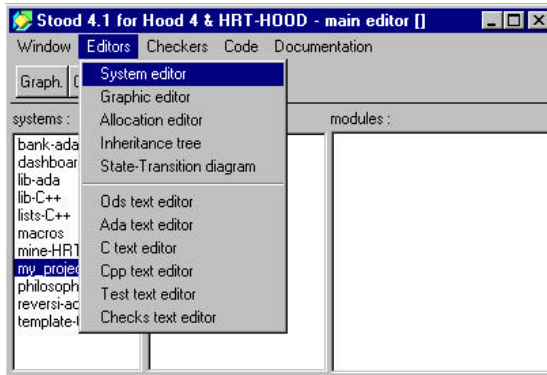 Stood 4.1 for Hood 4 & HRT-HOOD - main editor []
Window Editors Checkers Code Documentation
Graph.
System editor
Graphic editor
Allocation editor
Inheritance tree
State-Transition diagram
Ods text editor
Ada text editor
C text editor
Cpp text editor
Test text editor
Checks text editor
systems :
modules :
bank-ada
dashboar
lib-ada
lib-C++
lists-C++
macros
mine-HRT
my_projec
philosoph
reversi-ad
template-